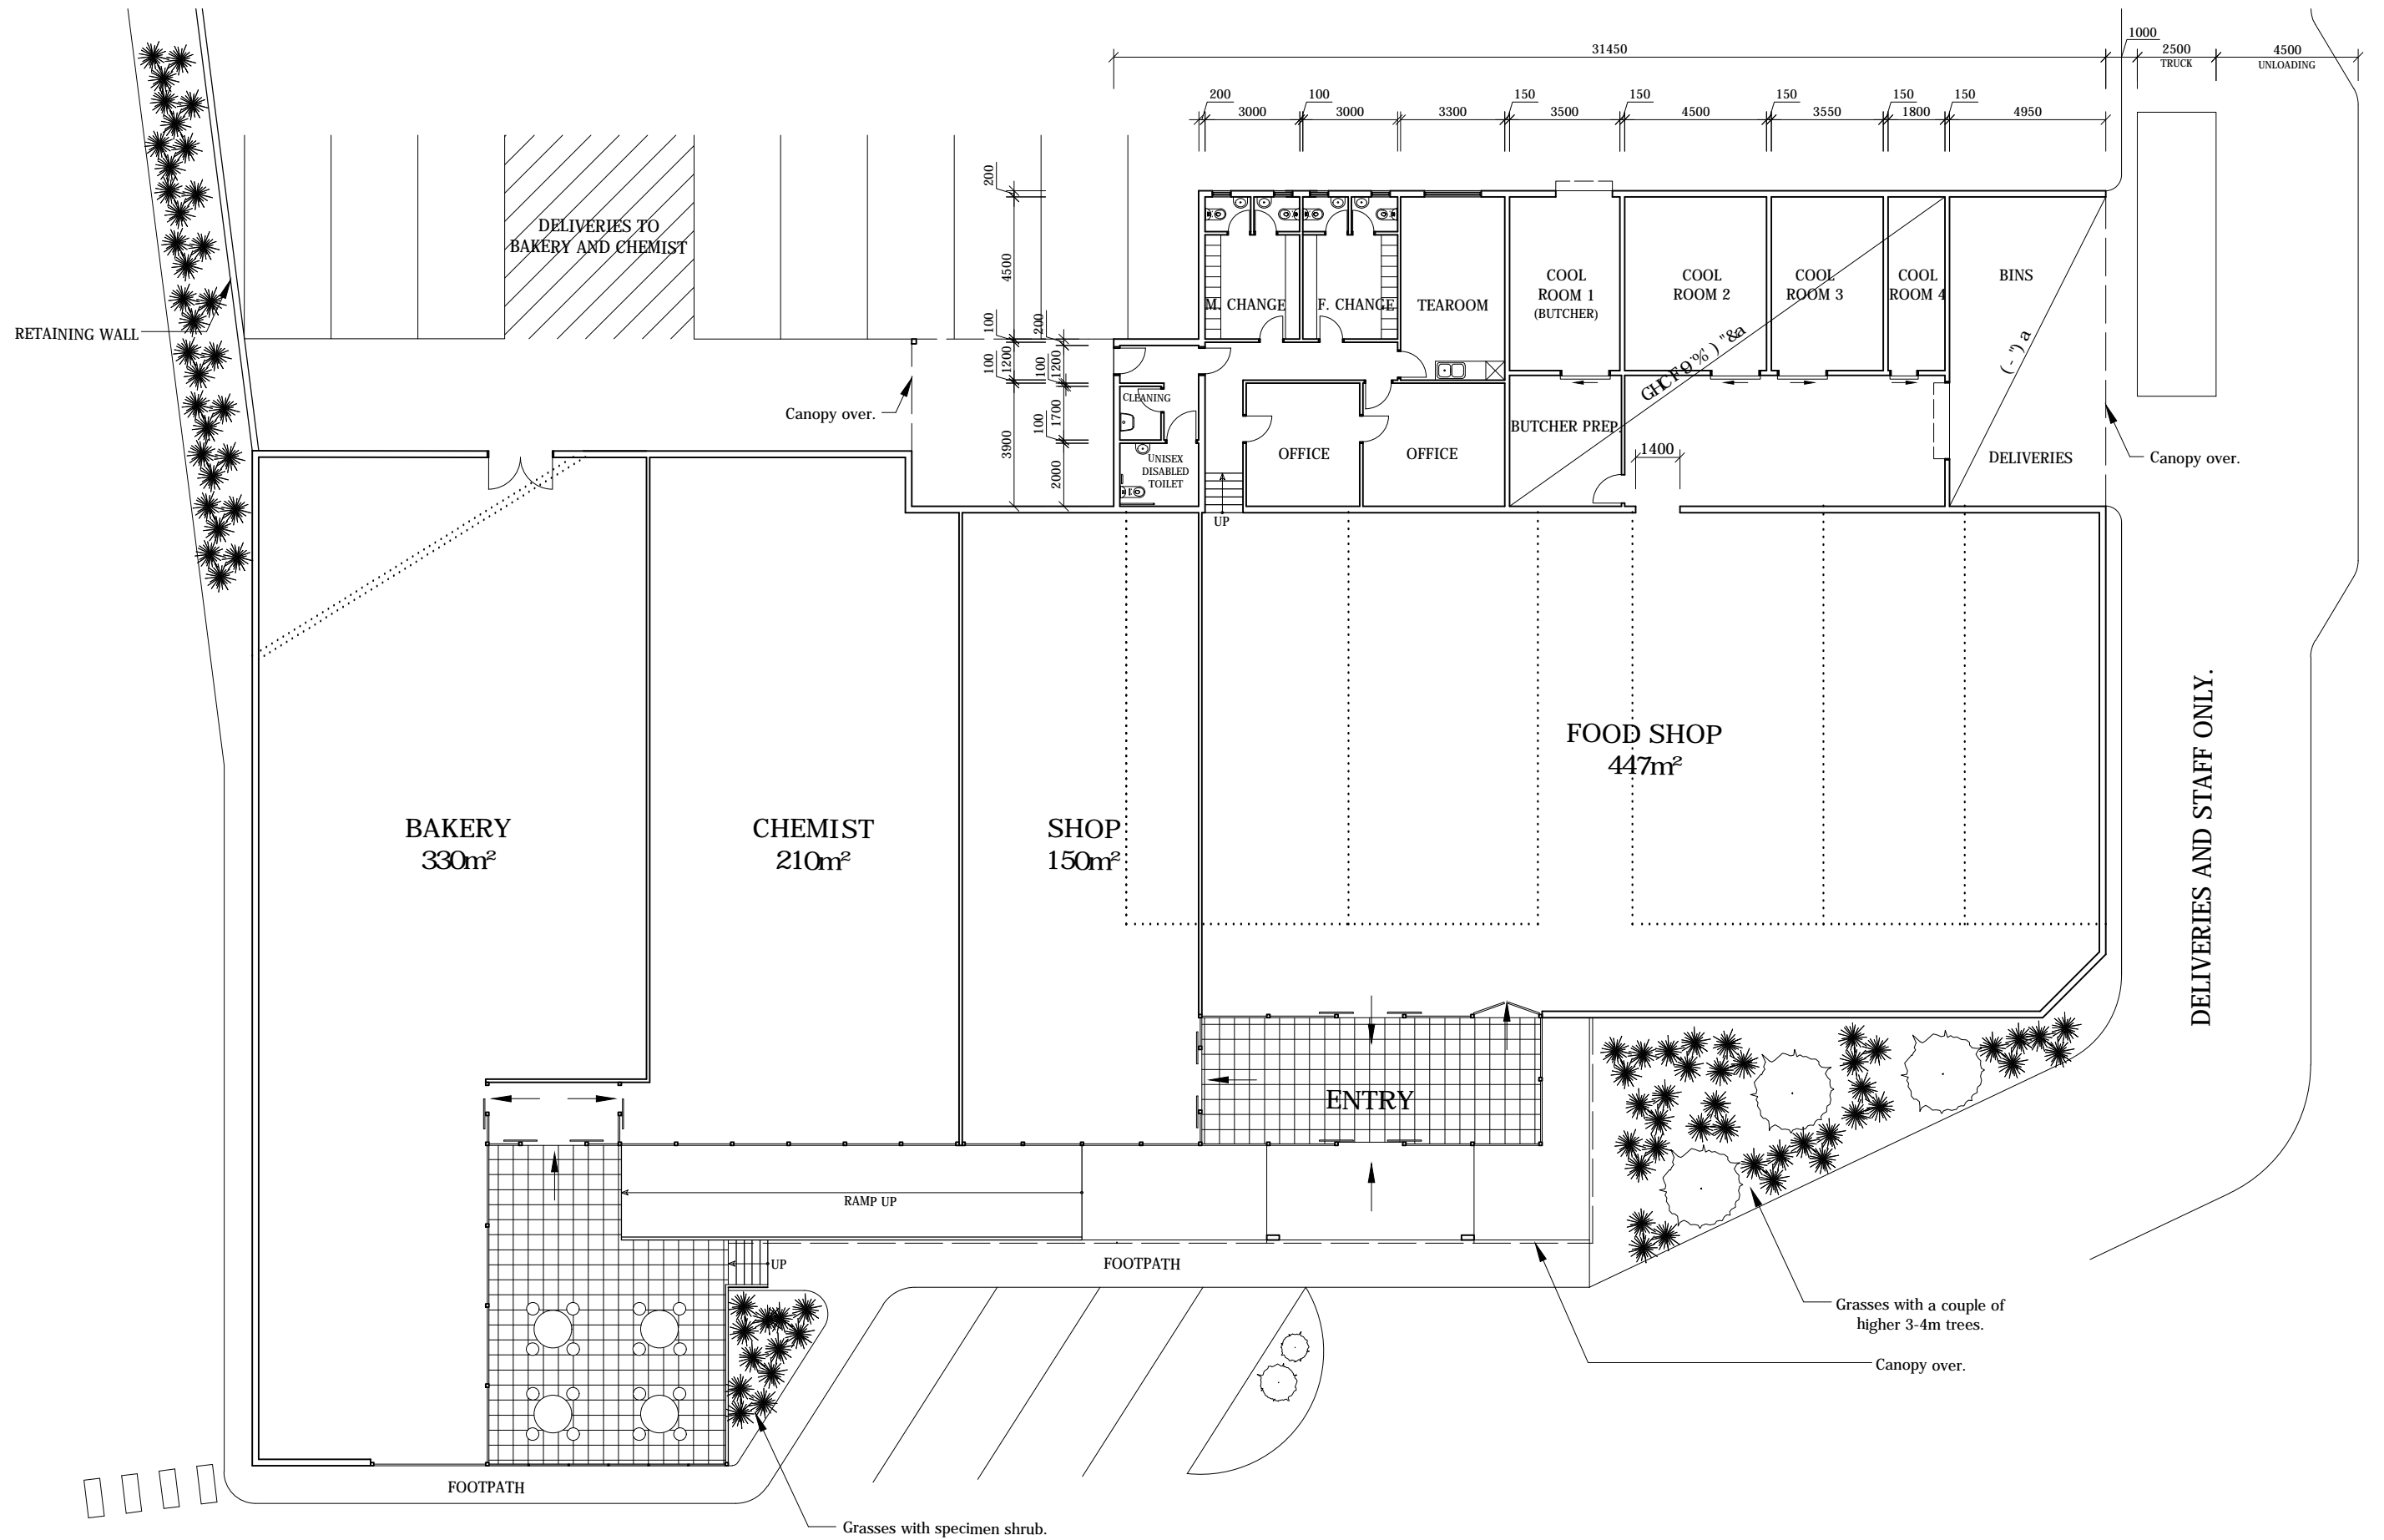 31450
1000
2500
TRUCK
4500
UNLOADING
200
100
150
150
150
150
150
3000
3000
3300
3500
4500
3550
1800
4950
200
4500
100
200
100
1200
100
1200
3900
100
1700
2000
DELIVERIES TO
BAKERY AND CHEMIST
RETAINING WALL
Canopy over.
M. CHANGE
F. CHANGE
TEAROOM
COOL
ROOM 1
(BUTCHER)
COOL
ROOM 2
COOL
ROOM 3
COOL
ROOM 4
BINS
CLEANING
UNISEX
DISABLED
TOILET
UP
OFFICE
OFFICE
BUTCHER PREP.
1400
DELIVERIES
Canopy over.
BAKERY
330m²
CHEMIST
210m²
SHOP
150m²
FOOD SHOP
447m²
DELIVERIES AND STAFF ONLY.
ENTRY
RAMP UP
UP
FOOTPATH
Grasses with a couple of
higher 3-4m trees.
Canopy over.
FOOTPATH
Grasses with specimen shrub.